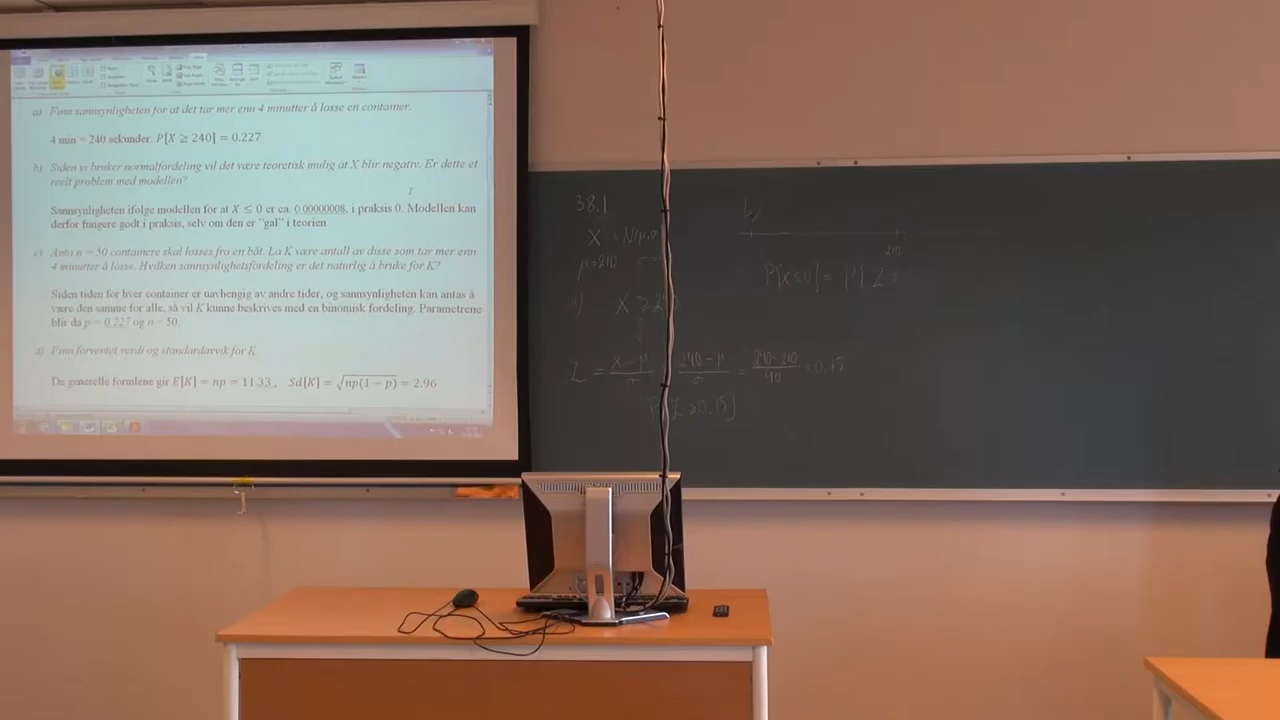 a) Finn sannsynligheten for at det tar mer enn 4 minutter å losse en container.
4 min = 240 sekunder. P[X ≥ 240] = 0.227
b) Siden vi bruker normalfordeling vil det være teoretisk mulig at X blir negativ. Er dette et
reelt problem med modellen?
Sannsynligheten ifølge modellen for at X ≤ 0 er ca. 0.00000008, i praksis 0. Modellen kan
derfor fungere godt i praksis, selv om den er "gal" i teorien.
c) Anta n = 50 containere skal losses fra en båt. La K være antall av disse som tar mer enn
4 minutter å losse. Hvilken sannsynlighetsfordeling er det naturlig å bruke for K?
Siden tiden for hver container er uavhengig av andre tider, og sannsynligheten kan antas å
være den samme for alle, så vil K kunne beskrives med en binomisk fordeling. Parametrene
blir da p = 0.227 og n = 50.
d) Finn forventet verdi og standardavvik for K.
De generelle formlene gir E[K] = np = 11.33, Sd[K] = √np(1 − p) = 2.96
38.1
μ=210
X ≥
Z = x-μ/σ 240-μ/σ = 240-210/40 = 0.75
P[Z ≥ 0.75]
b/
210
P[X ≤ 0] = P[Z ≤